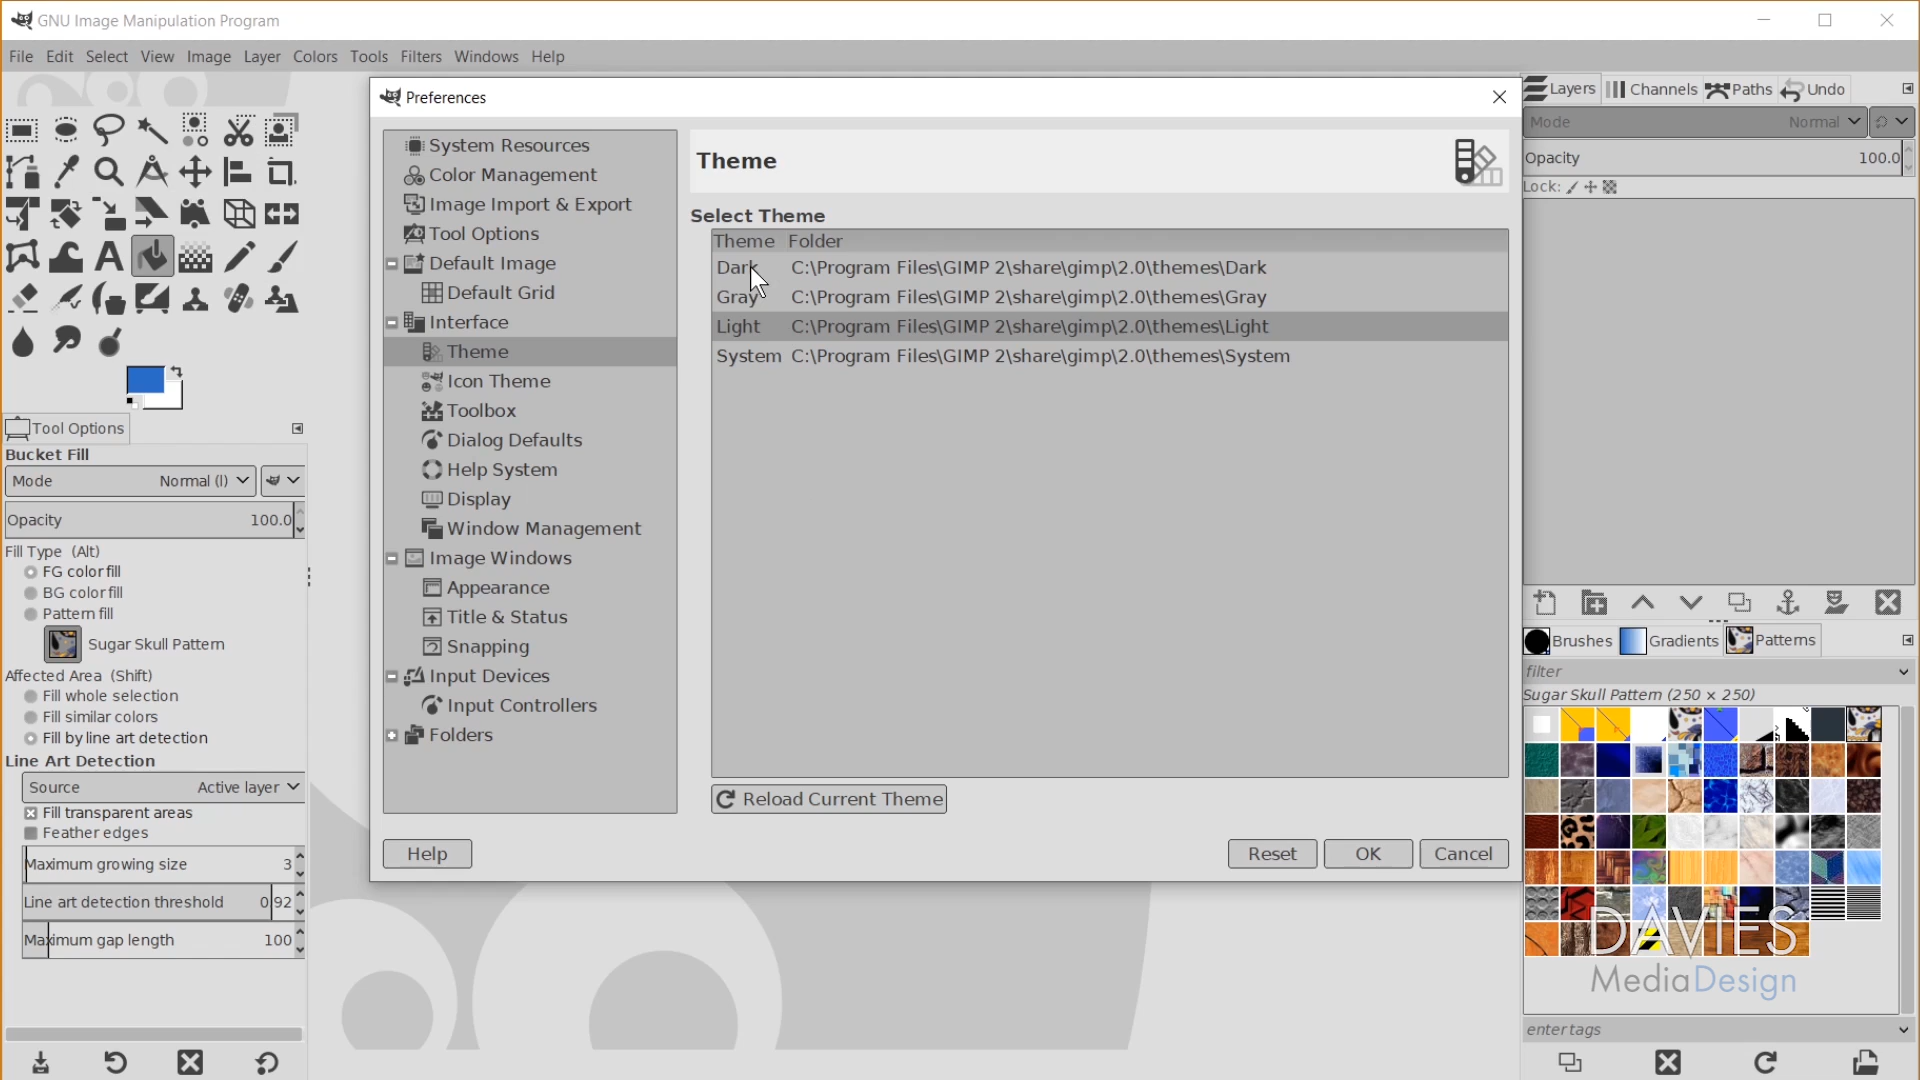 GNU Image Manipulation Program
File Edit Select View Image Layer Colors Tools Filters Windows Help
Tool Options
Bucket Fill
Mode Normal (l)
Opacity 100.0
Fill Type (Alt)
FG color fill
BG color fill
Pattern fill
Sugar Skull Pattern
Affected Area (Shift)
Fill whole selection
Fill similar colors
Fill by line art detection
Line Art Detection
Source Active layer
Fill transparent areas
Feather edges
Maximum growing size 3
Line art detection threshold 0.92
Maximum gap length 100
Preferences
System Resources
Color Management
Image Import & Export
Tool Options
Default Image
Default Grid
Interface
Theme
Icon Theme
Toolbox
Dialog Defaults
Help System
Display
Window Management
Image Windows
Appearance
Title & Status
Snapping
Input Devices
Input Controllers
Folders
Theme
Select Theme
Theme Folder
Dark C:\Program Files\GIMP 2\share\gimp\2.0\themes\Dark
Gray C:\Program Files\GIMP 2\share\gimp\2.0\themes\Gray
Light C:\Program Files\GIMP 2\share\gimp\2.0\themes\Light
System C:\Program Files\GIMP 2\share\gimp\2.0\themes\System
Reload Current Theme
Help Reset OK Cancel
Layers Channels Paths Undo
Mode Normal
Opacity 100.0
Lock:
Brushes Gradients Patterns
filter
Sugar Skull Pattern (250 × 250)
DAVIES
MediaDesign
enter tags